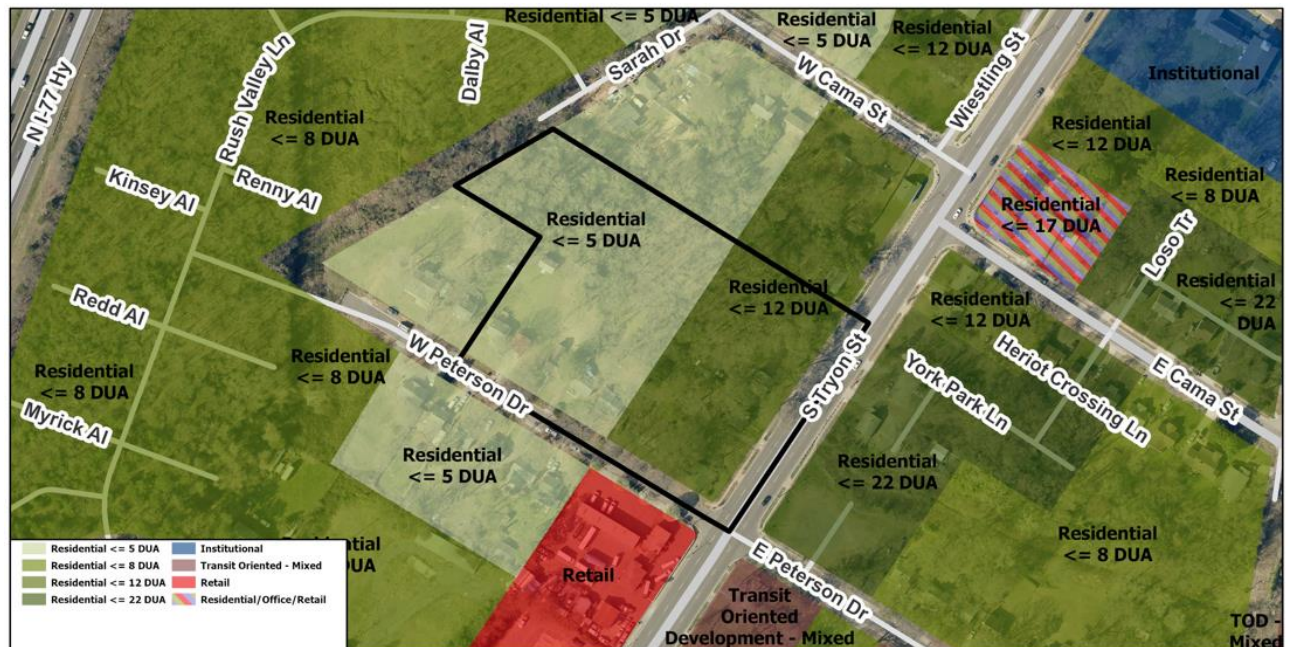 Residential <= 5 DUA
Residential
<= 5 DUA
Residential
<= 12 DUA
Dalby Al
Sarah Dr
Wiestling St
W Cama St
Institutional
N I-77 Hy
Rush Valley Ln
Residential
<= 8 DUA
Residential
<= 12 DUA
Kinsey Al
Renny Al
Residential
<= 8 DUA
Residential
<= 17 DUA
Loso Tr
Residential
<= 5 DUA
Residential
<= 22
DUA
Residential
<= 12 DUA
Residential
<= 12 DUA
Redd Al
W Peterson Dr
S Tryon St
York Park Ln
Heriot Crossing Ln
E Cama St
Residential
<= 8 DUA
Residential
<= 8 DUA
Myrick Al
Residential
<= 5 DUA
Residential
<= 22 DUA
Residential
<= 8 DUA
E Peterson Dr
Retail
Transit
Oriented
Development - Mixed
TOD -
Mixed
Residential <= 5 DUA
Residential <= 8 DUA
Residential <= 12 DUA
Residential <= 22 DUA
Institutional
Transit Oriented - Mixed
Retail
Residential/Office/Retail